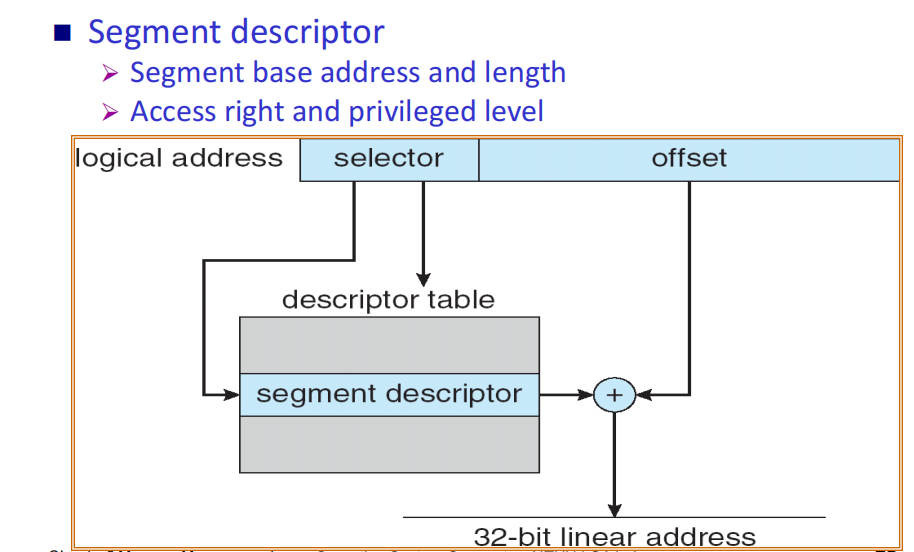 Segment descriptor
Segment base address and length
Access right and privileged level
logical address selector offset
descriptor table
segment descriptor
+
32-bit linear address